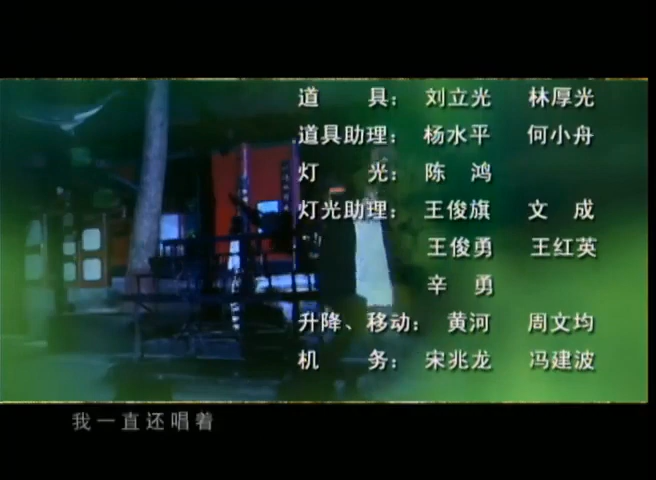 道　　具： 刘立光　林厚光
道具助理： 杨水平　何小舟
灯　　光： 陈　鸿
灯光助理： 王俊旗　文　成
王俊勇　王红英
辛　勇
升降、移动： 黄河　周文均
机　　务： 宋兆龙　冯建波
我一直还唱着